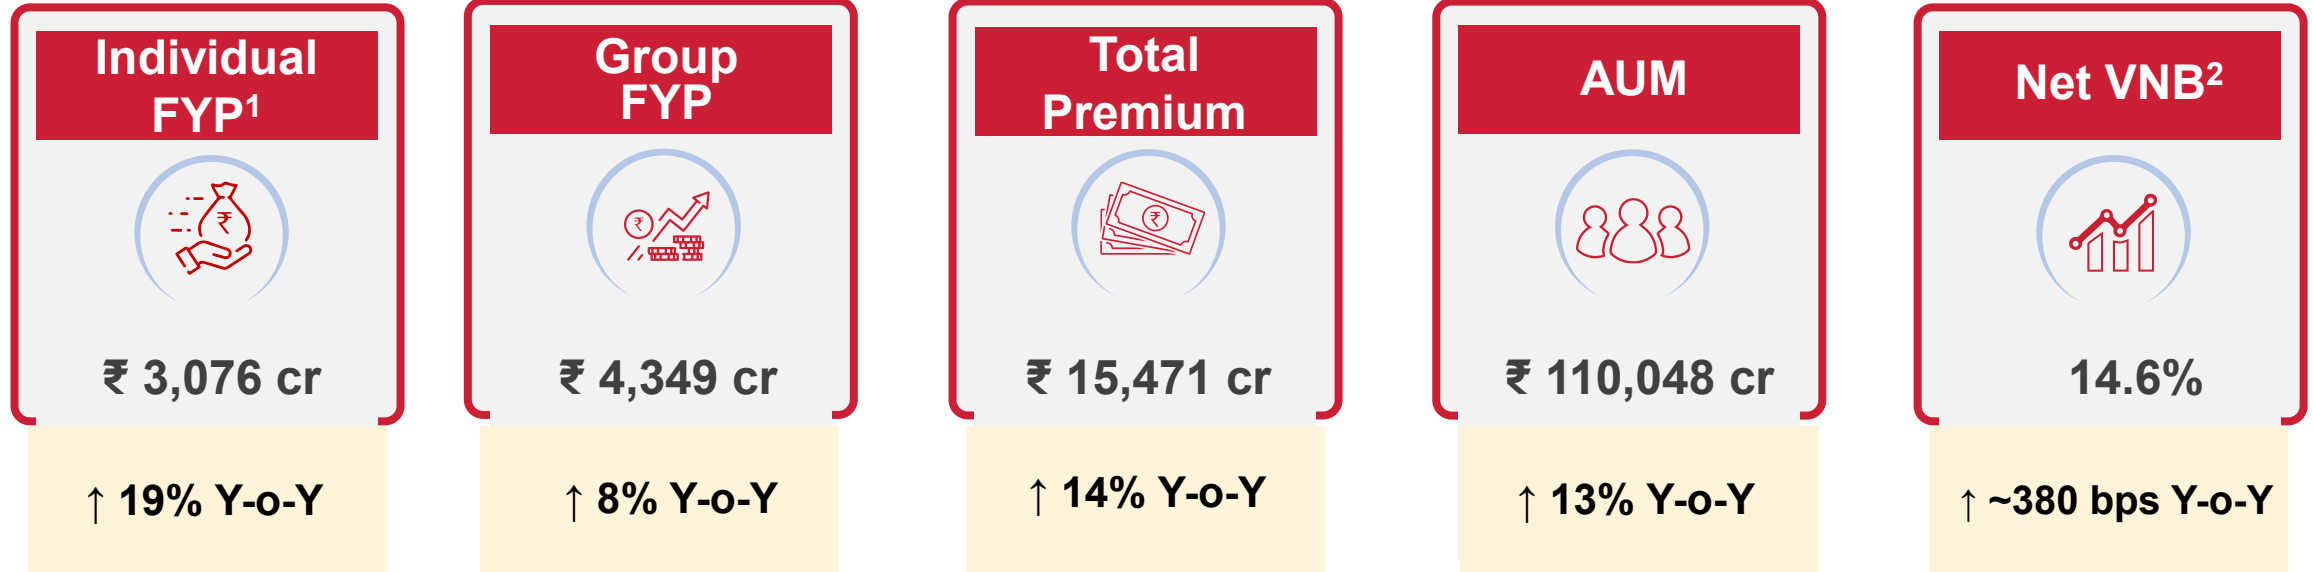 Individual
FYP¹
₹ 3,076 cr
↑ 19% Y-o-Y
Group
FYP
₹ 4,349 cr
↑ 8% Y-o-Y
Total
Premium
₹ 15,471 cr
↑ 14% Y-o-Y
AUM
₹ 110,048 cr
↑ 13% Y-o-Y
Net VNB²
14.6%
↑ ~380 bps Y-o-Y